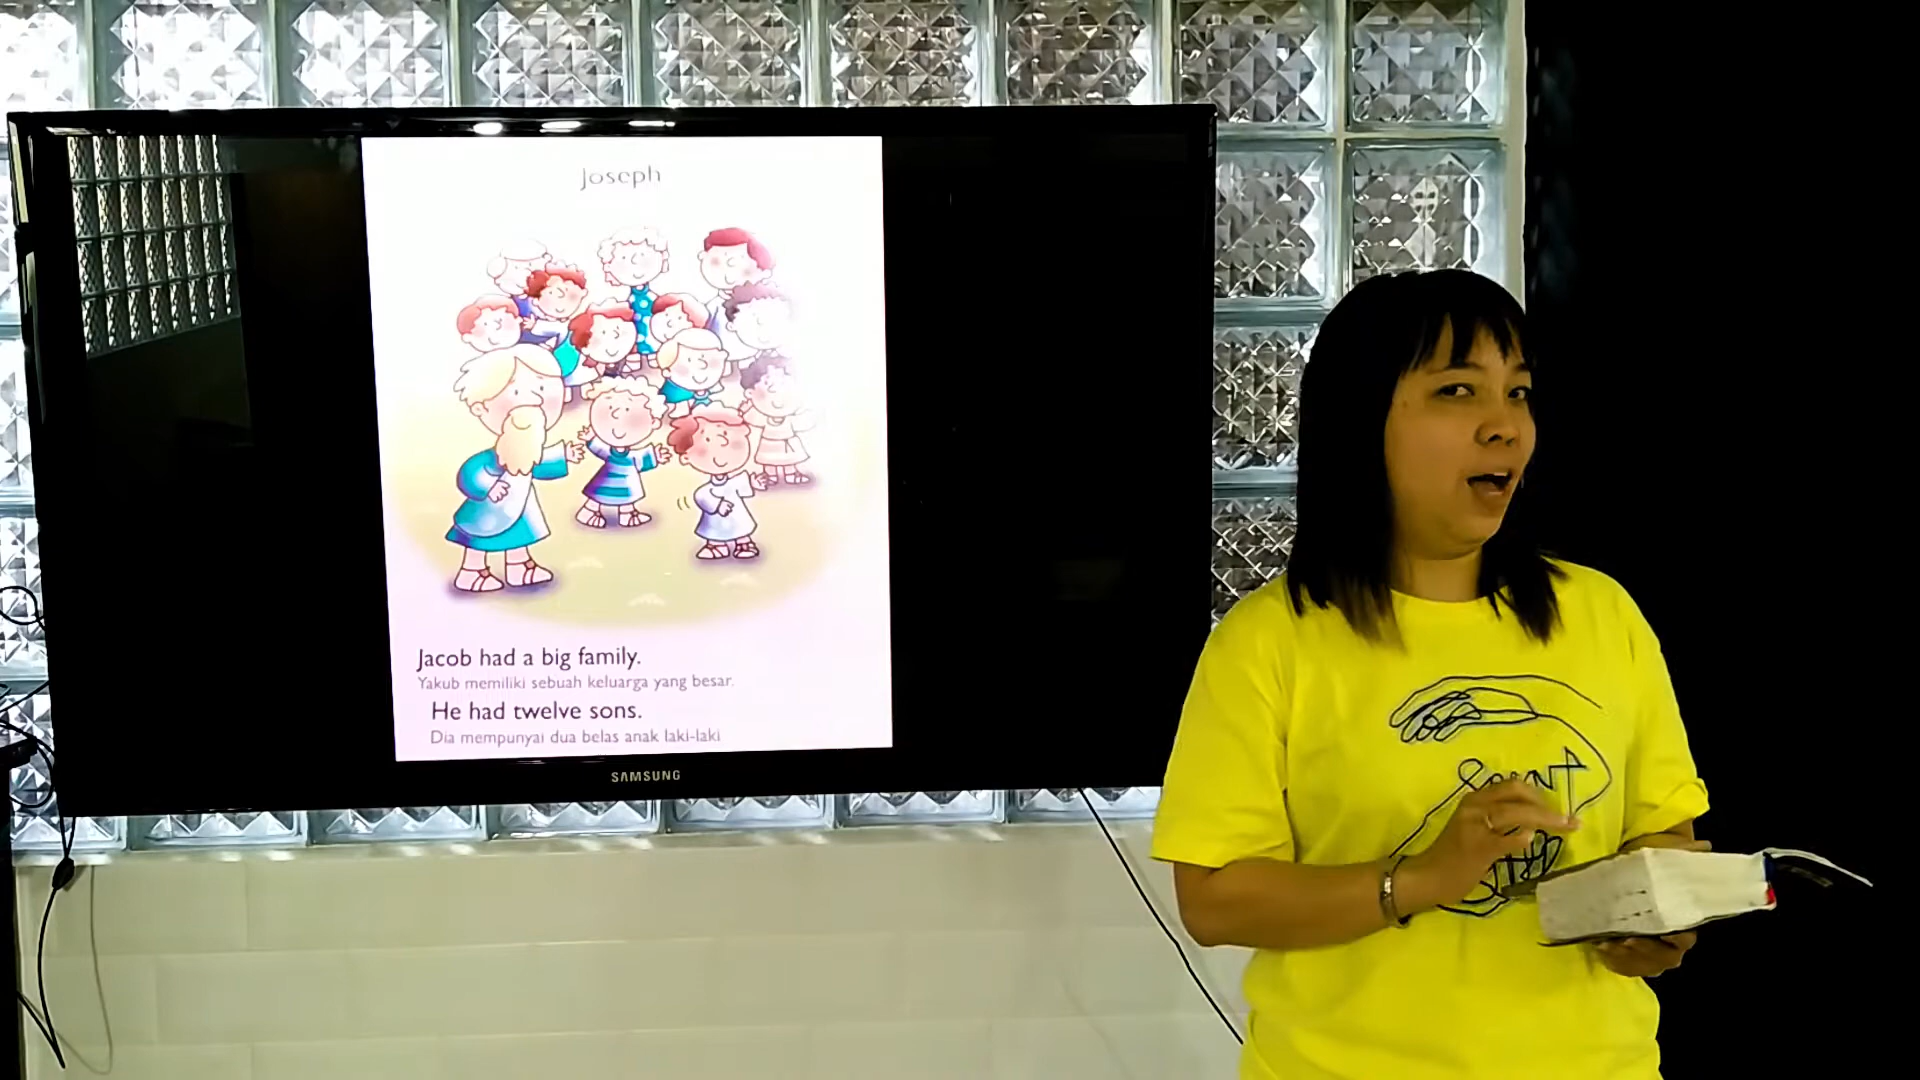 Joseph
Jacob had a big family.
Yakub memiliki sebuah keluarga yang besar.
He had twelve sons.
Dia mempunyai dua belas anak laki-laki
SAMSUNG